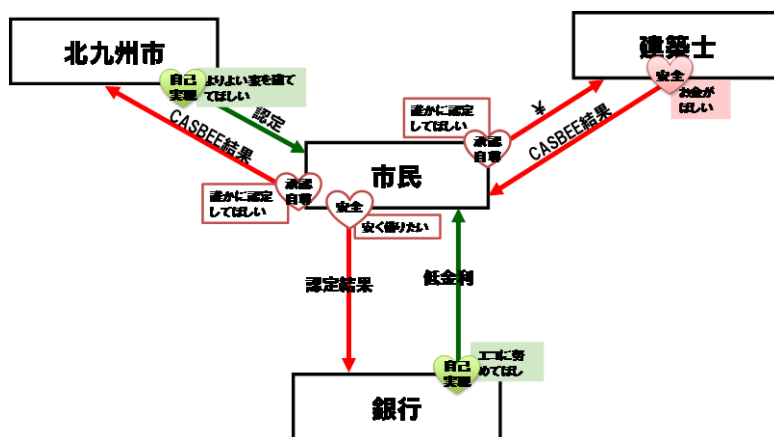 北九州市
建築士
自己
実現
よりよい家を建て
てほしい
安全
お金が
ほしい
認定
CASBEE結果
誰かに認定
してほしい
承認
自尊
¥
CASBEE結果
市民
承認
自尊
誰かに認定
してほしい
安全
安く借りたい
認定結果
低金利
自己
実現
エコに努
めてほし
銀行